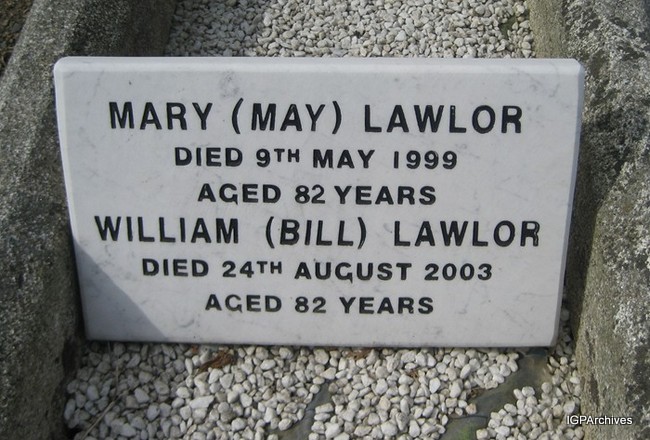 MARY (MAY) LAWLOR
DIED 9TH MAY 1999
AGED 82 YEARS
WILLIAM (BILL) LAWLOR
DIED 24TH AUGUST 2003
AGED 82 YEARS
IGPArchives